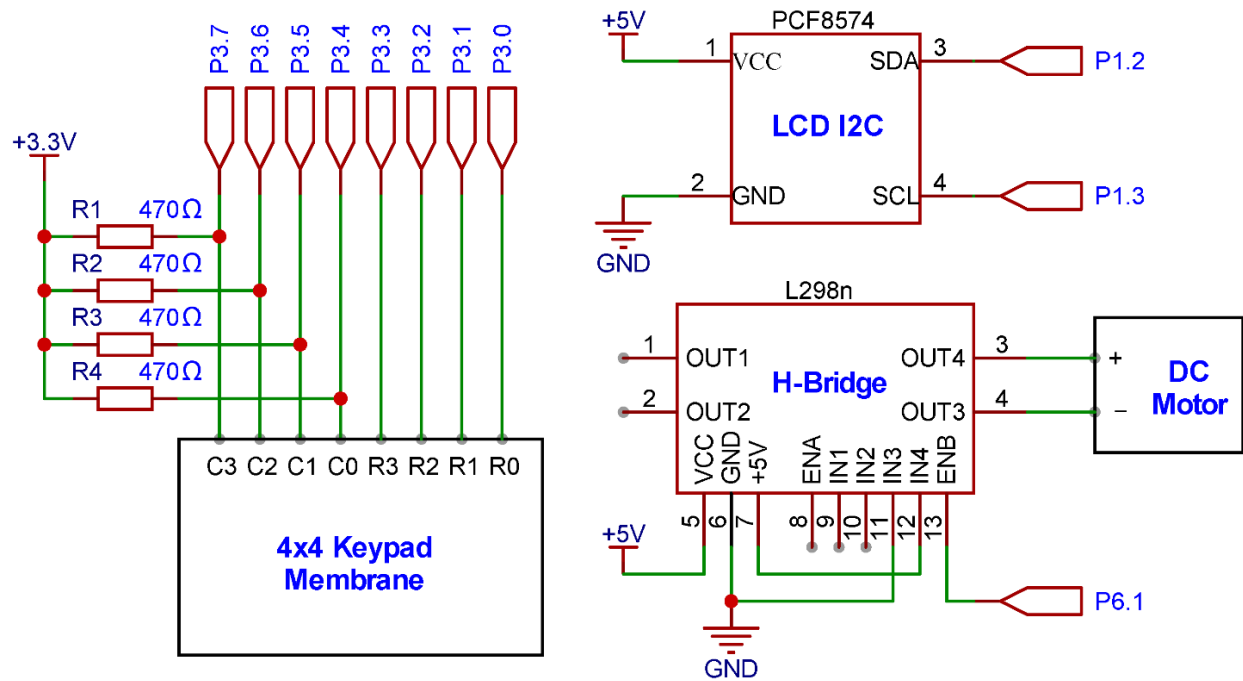 P3.7 P3.6 P3.5 P3.4 P3.3 P3.2 P3.1 P3.0
+3.3V
R1 470Ω
R2 470Ω
R3 470Ω
R4 470Ω
C3 C2 C1 C0 R3 R2 R1 R0
4x4 Keypad
Membrane
PCF8574
+5V
1 VCC SDA 3 P1.2
LCD I2C
2 GND SCL 4 P1.3
GND
L298n
1 OUT1 OUT4 3
H-Bridge
2 OUT2 OUT3 4
VCC GND +5V ENA IN1 IN2 IN3 IN4 ENB
5 6 7 8 9 10 11 12 13
+
DC
Motor
−
+5V
P6.1
GND